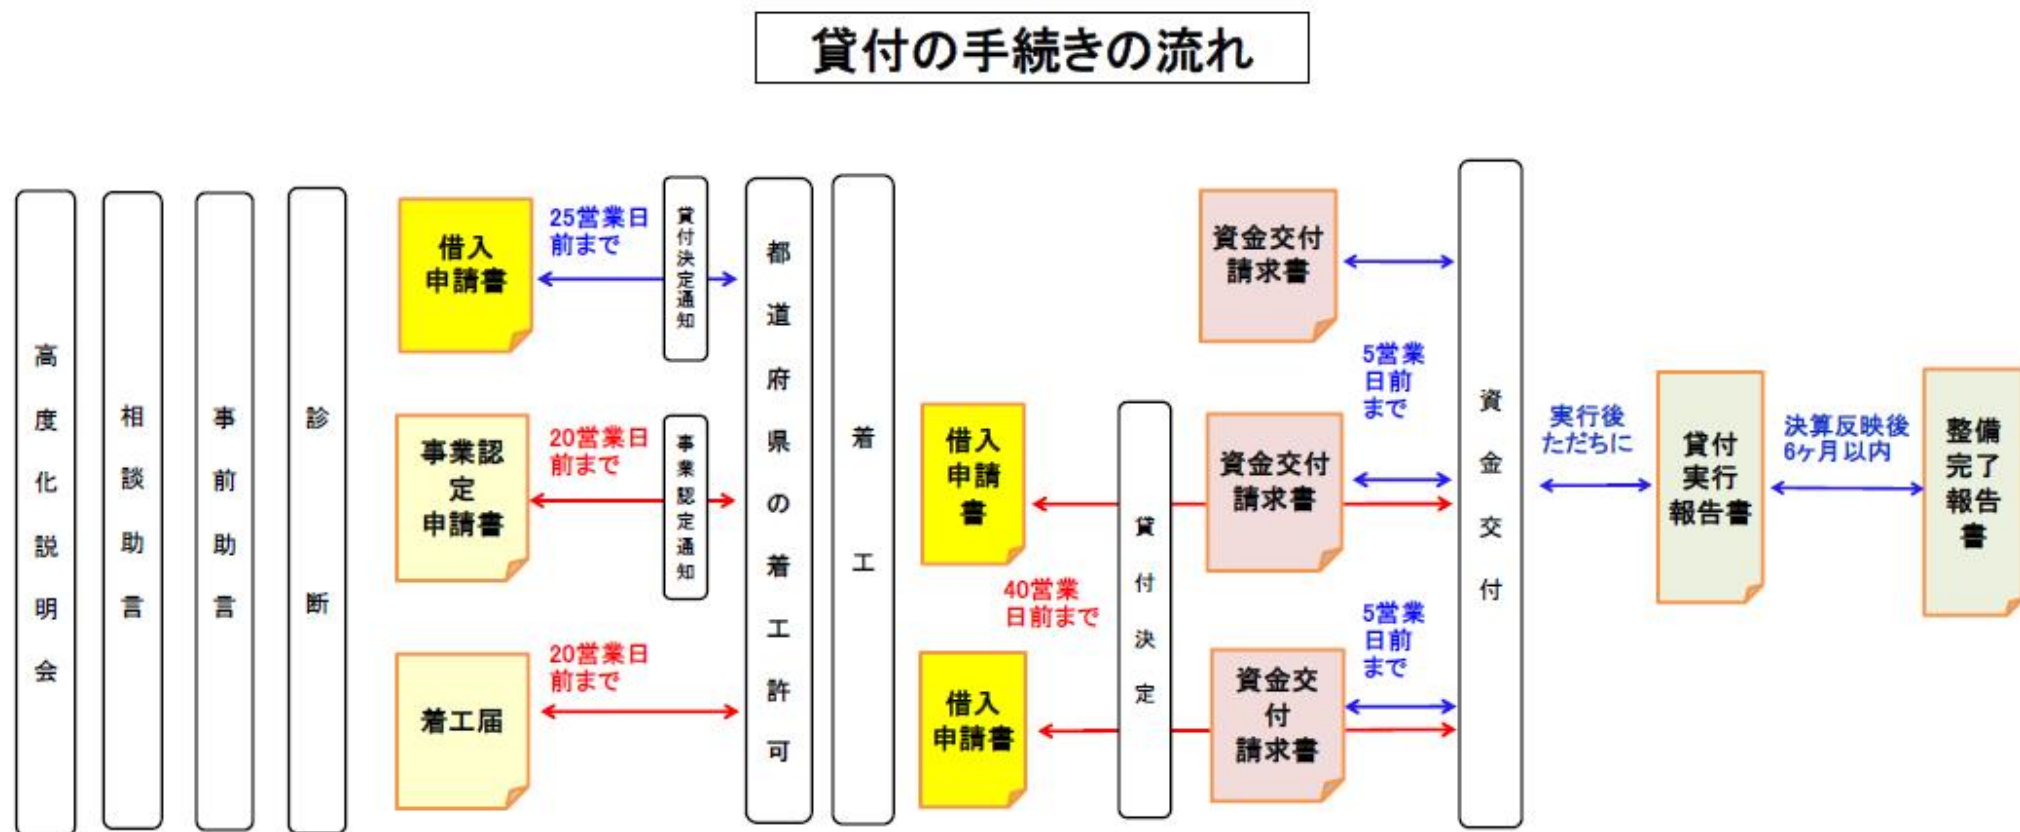 貸付の手続きの流れ
高度化説明会
相談助言
事前助言
診断
借入
申請書
25営業日
前まで
貸付決定通知
事業認
定
申請書
20営業日
前まで
事業認定通知
着工届
20営業日
前まで
都道府県の着工許可
着工
借入
申請
書
借入
申請書
40営業
日前まで
貸付決定
資金交付
請求書
資金交付
請求書
5営業
日前
まで
資金交
付
請求書
5営業
日前
まで
資金交付
実行後
ただちに
貸付
実行
報告書
決算反映後
6ヶ月以内
整備
完了
報告
書